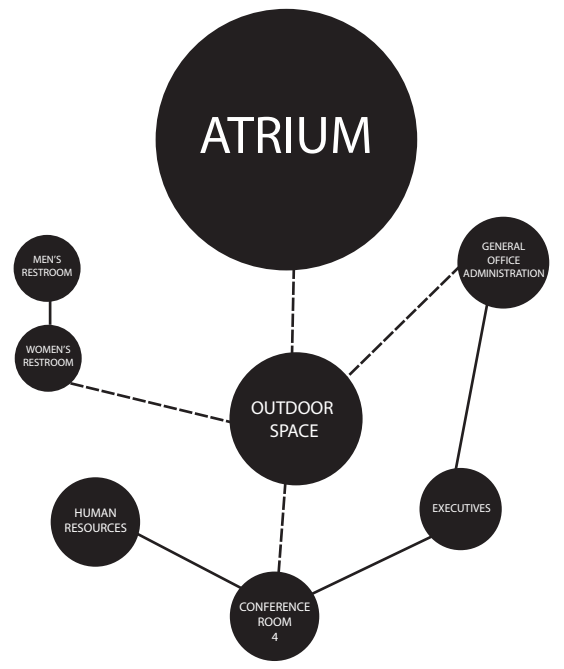 ATRIUM
MEN'S
RESTROOM
GENERAL
OFFICE
ADMINISTRATION
WOMEN'S
RESTROOM
OUTDOOR
SPACE
HUMAN
RESOURCES
EXECUTIVES
CONFERENCE
ROOM
4